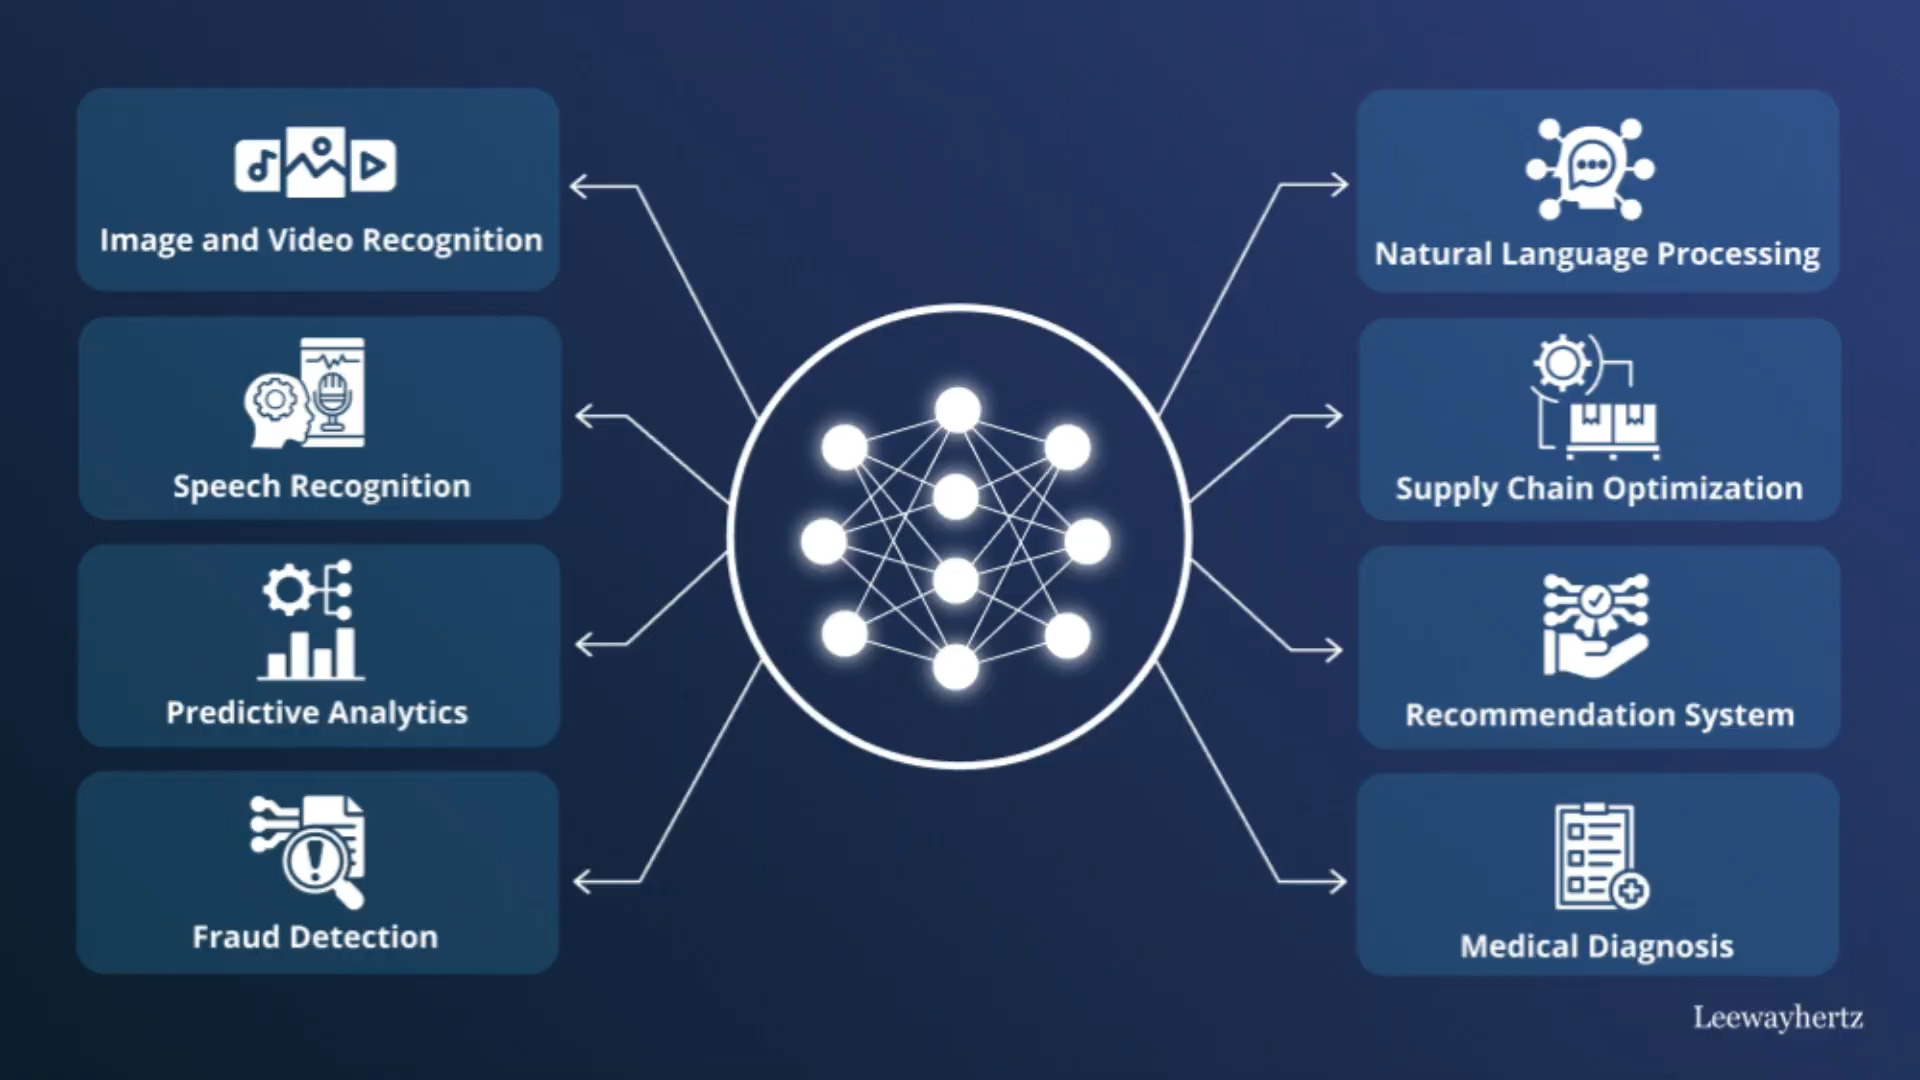 Image and Video Recognition
Speech Recognition
Predictive Analytics
Fraud Detection
Natural Language Processing
Supply Chain Optimization
Recommendation System
Medical Diagnosis
Leewayhertz